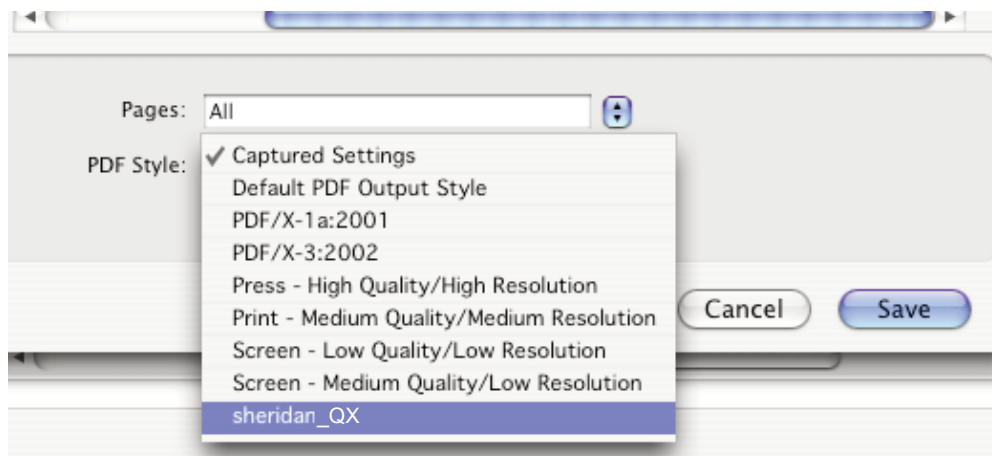 Pages: All
PDF Style:
✓ Captured Settings
Default PDF Output Style
PDF/X-1a:2001
PDF/X-3:2002
Press - High Quality/High Resolution
Print - Medium Quality/Medium Resolution
Screen - Low Quality/Low Resolution
Screen - Medium Quality/Low Resolution
sheridan_QX
Cancel Save